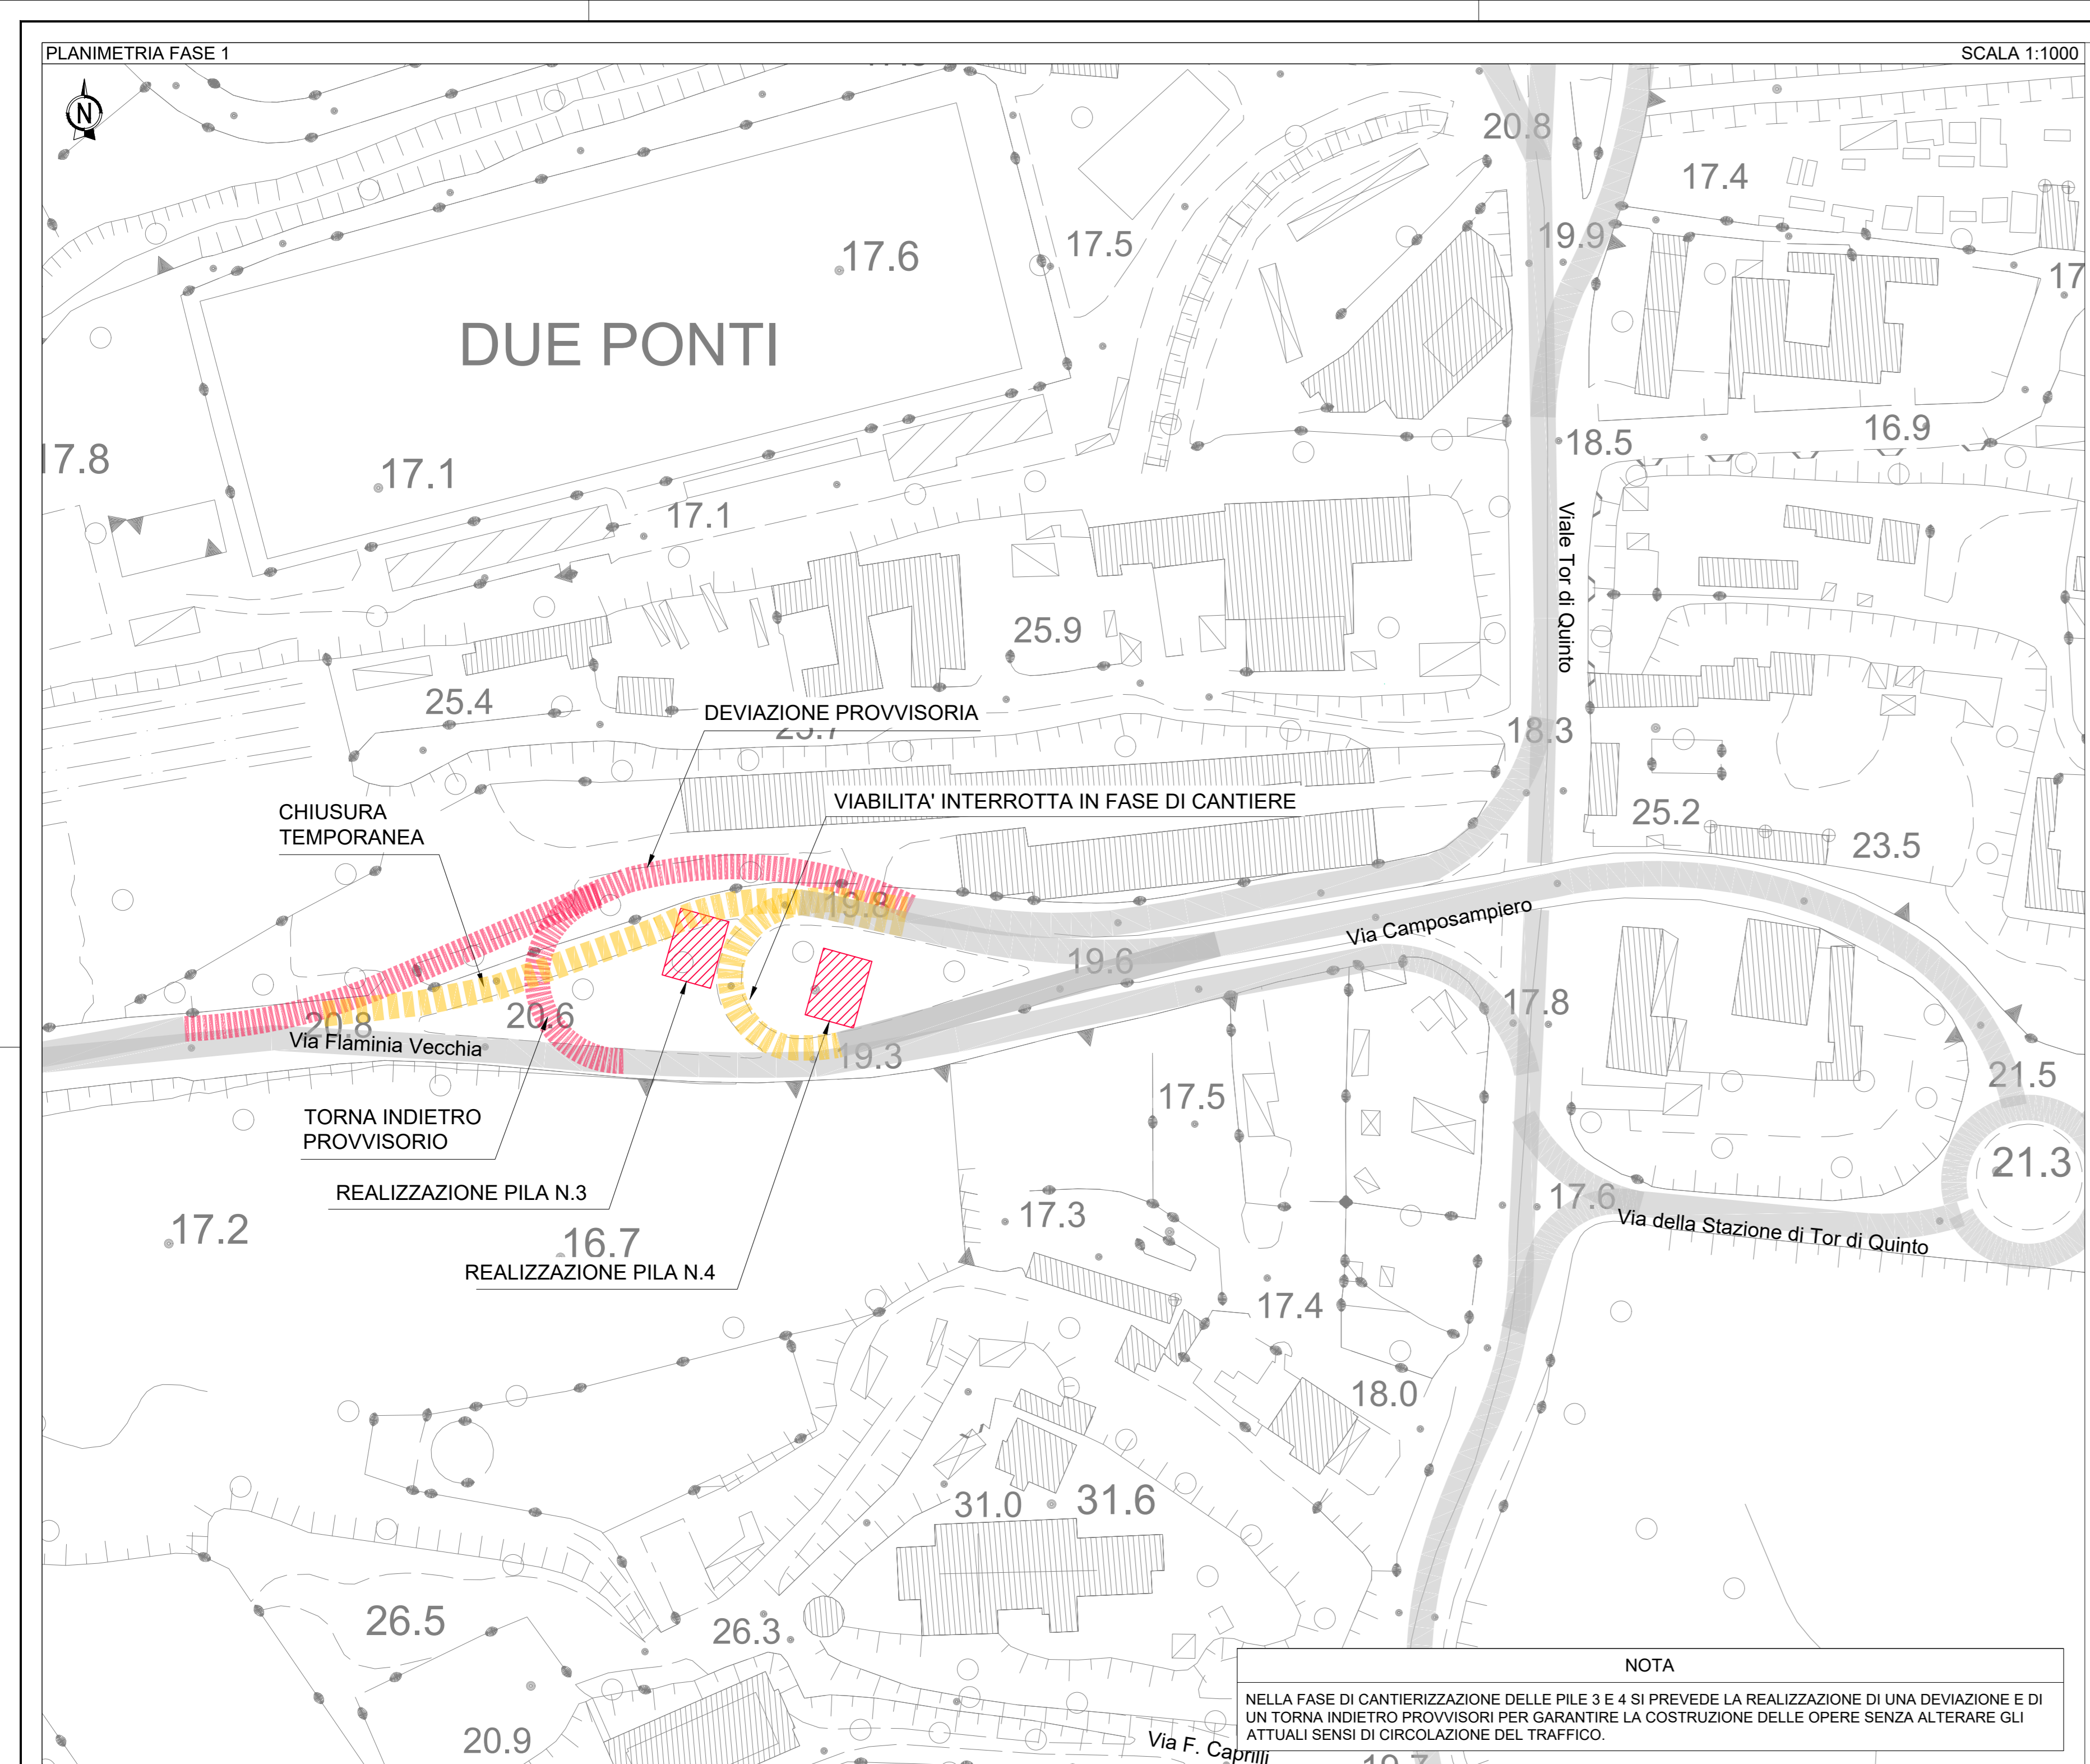 PLANIMETRIA FASE 1
SCALA 1:1000
N
20.8
17.4
19.9
17.5
17.6
17
DUE PONTI
16.9
18.5
17.8
17.1
17.1
Viale Tor di Quinto
25.9
25.4
DEVIAZIONE PROVVISORIA
18.3
VIABILITA' INTERROTTA IN FASE DI CANTIERE
CHIUSURA
TEMPORANEA
25.2
23.5
19.8
Via Camposampiero
19.6
17.8
20.8
20.6
Via Flaminia Vecchia
19.3
21.5
17.5
TORNA INDIETRO
PROVVISORIO
21.3
REALIZZAZIONE PILA N.3
17.6
17.3
17.2
Via della Stazione di Tor di Quinto
16.7
REALIZZAZIONE PILA N.4
17.4
18.0
31.0
31.6
26.5
26.3
20.9
Via F. Caprilli
NOTA
NELLA FASE DI CANTIERIZZAZIONE DELLE PILE 3 E 4 SI PREVEDE LA REALIZZAZIONE DI UNA DEVIAZIONE E DI
UN TORNA INDIETRO PROVVISORI PER GARANTIRE LA COSTRUZIONE DELLE OPERE SENZA ALTERARE GLI
ATTUALI SENSI DI CIRCOLAZIONE DEL TRAFFICO.